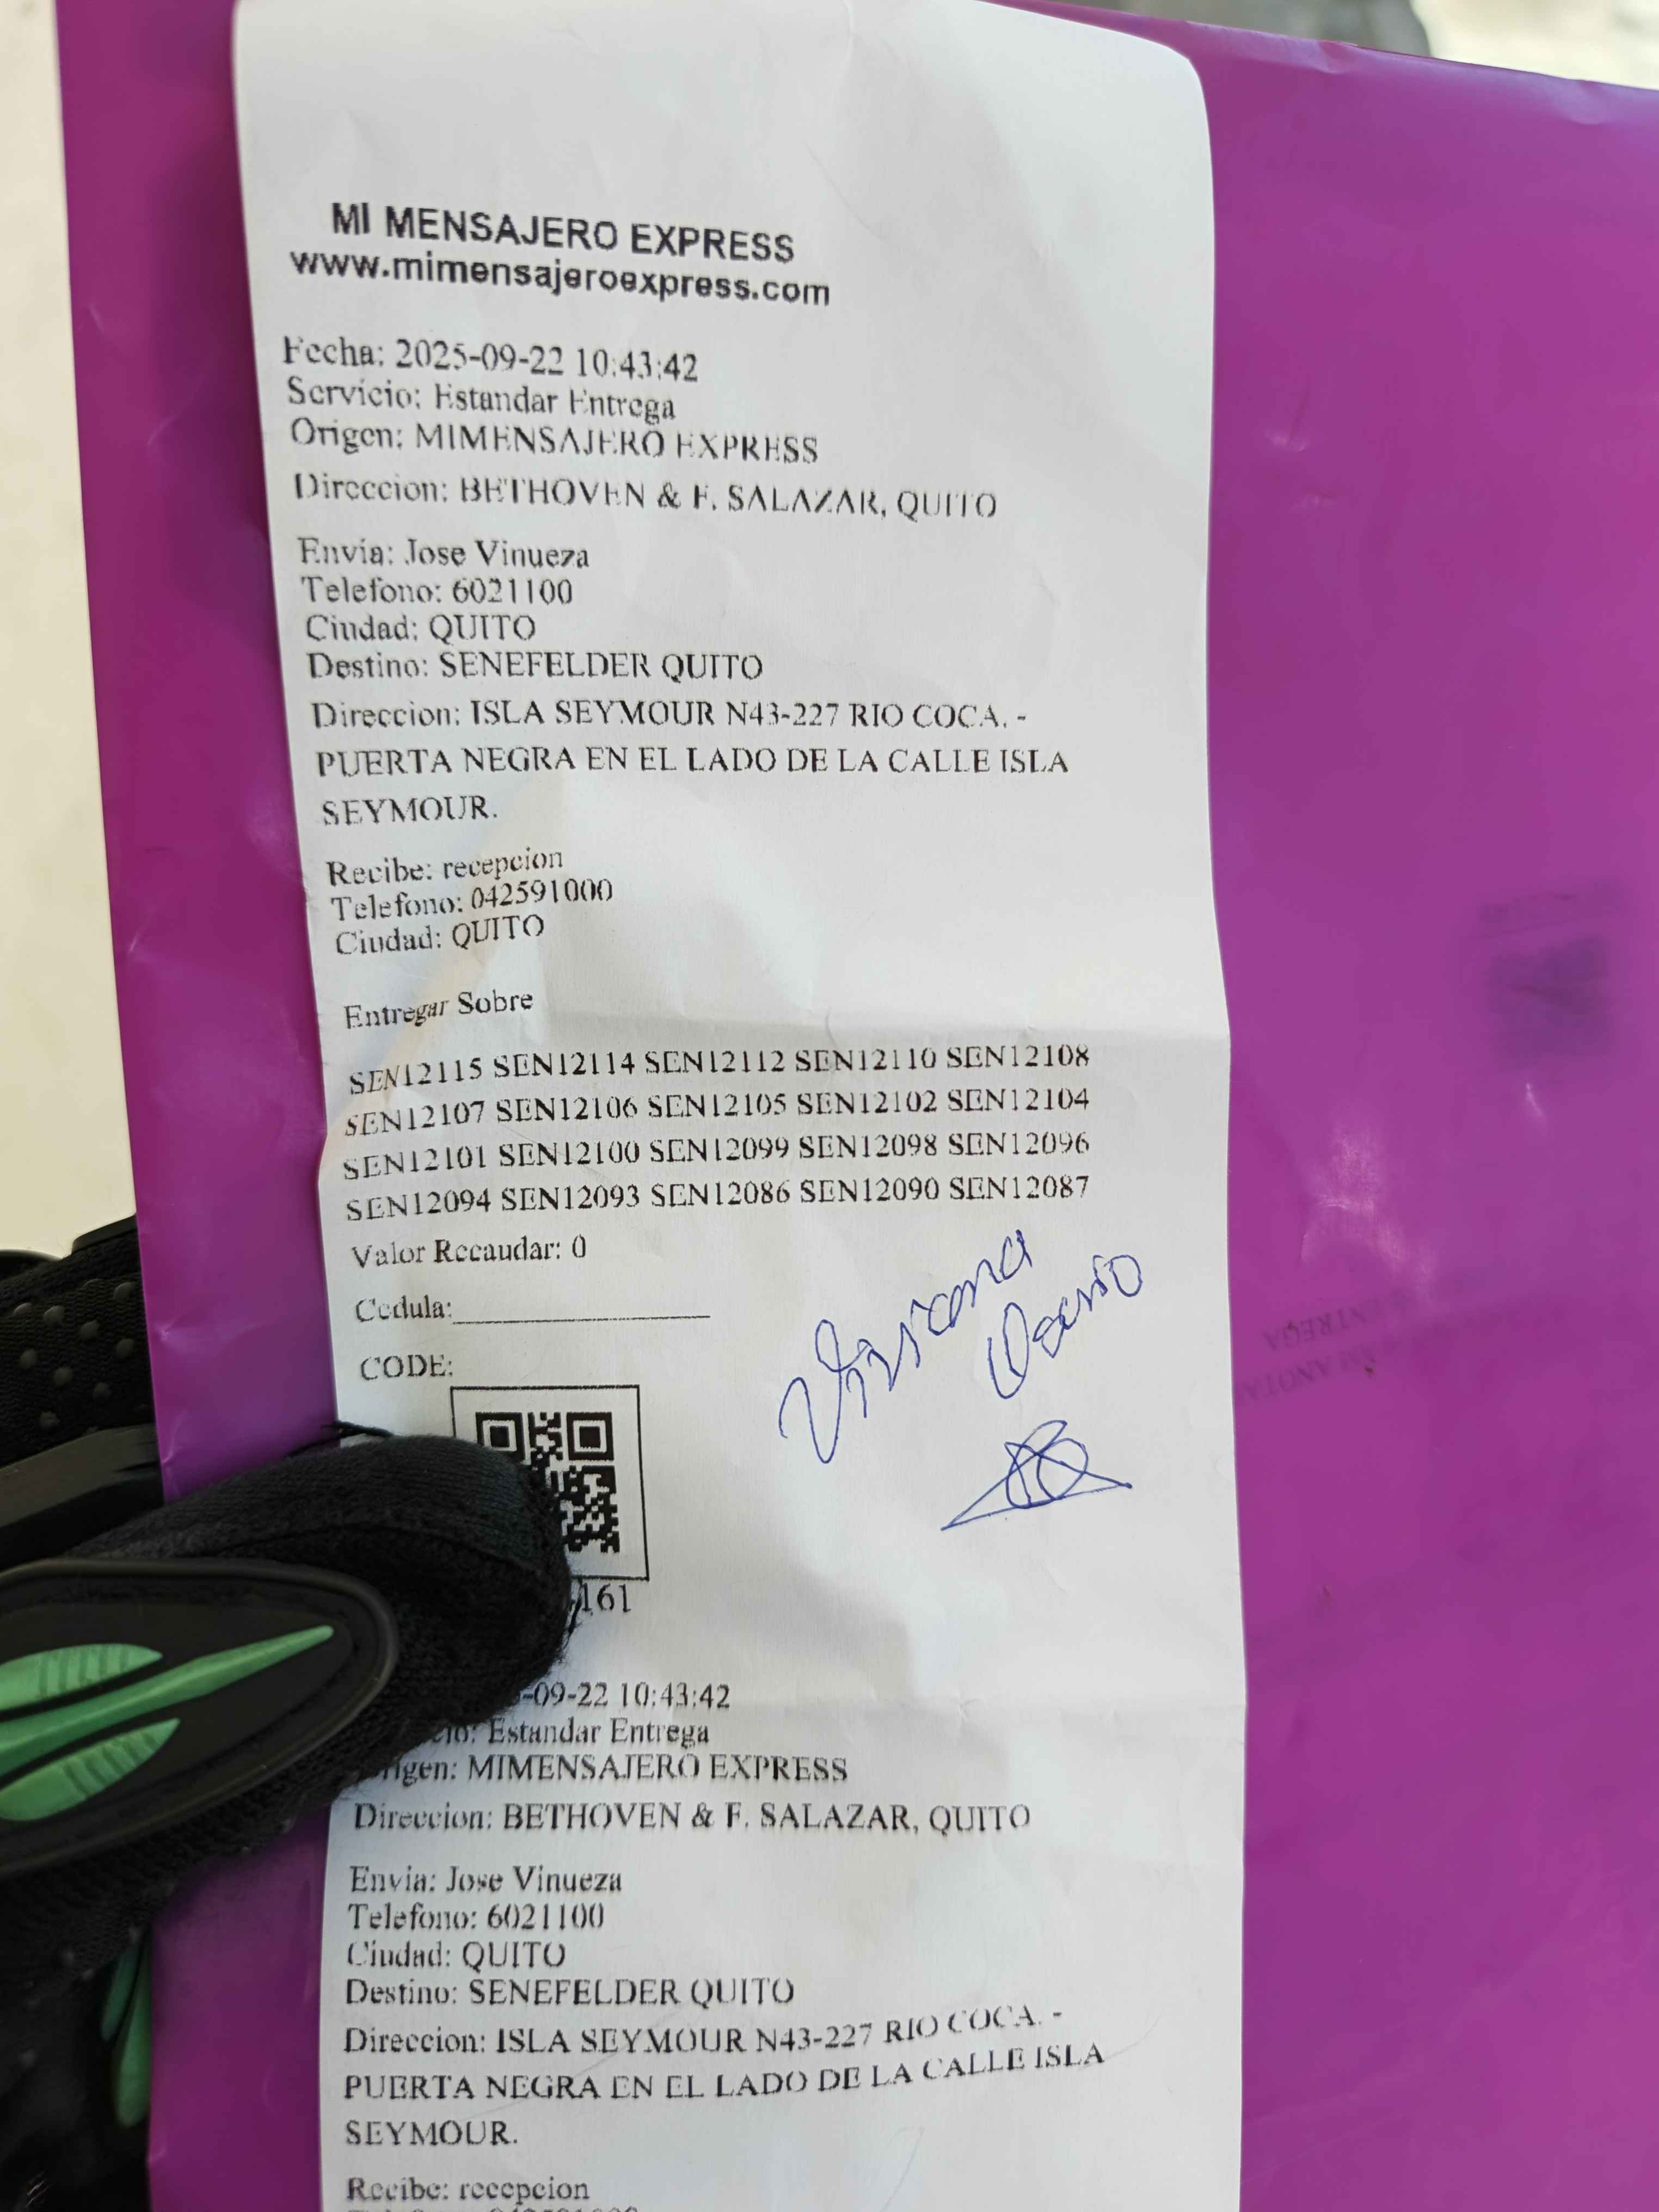 MI MENSAJERO EXPRESS
www.mimensajeroexpress.com
Fecha: 2025-09-22 10:43:42
Servicio: Estandar Entrega
Origen: MIMENSAJERO EXPRESS
Direccion: BETHOVEN & F. SALAZAR, QUITO
Envia: Jose Vinueza
Telefono: 6021100
Ciudad: QUITO
Destino: SENEFELDER QUITO
Direccion: ISLA SEYMOUR N43-227 RIO COCA. -
PUERTA NEGRA EN EL LADO DE LA CALLE ISLA
SEYMOUR.
Recibe: recepcion
Telefono: 042591000
Ciudad: QUITO
Entregar Sobre
SEN12115 SEN12114 SEN12112 SEN12110 SEN12108
SEN12107 SEN12106 SEN12105 SEN12102 SEN12104
SEN12101 SEN12100 SEN12099 SEN12098 SEN12096
SEN12094 SEN12093 SEN12086 SEN12090 SEN12087
Valor Recaudar: 0
Cedula:
CODE:
161
-09-22 10:43:42
Estandar Entrega
MIMENSAJERO EXPRESS
Direccion: BETHOVEN & F. SALAZAR, QUITO
Envia: Jose Vinueza
Telefono: 6021100
Ciudad: QUITO
Destino: SENEFELDER QUITO
Direccion: ISLA SEYMOUR N43-227 RIO COCA. -
PUERTA NEGRA EN EL LADO DE LA CALLE ISLA
SEYMOUR.
Recibe: recepcion